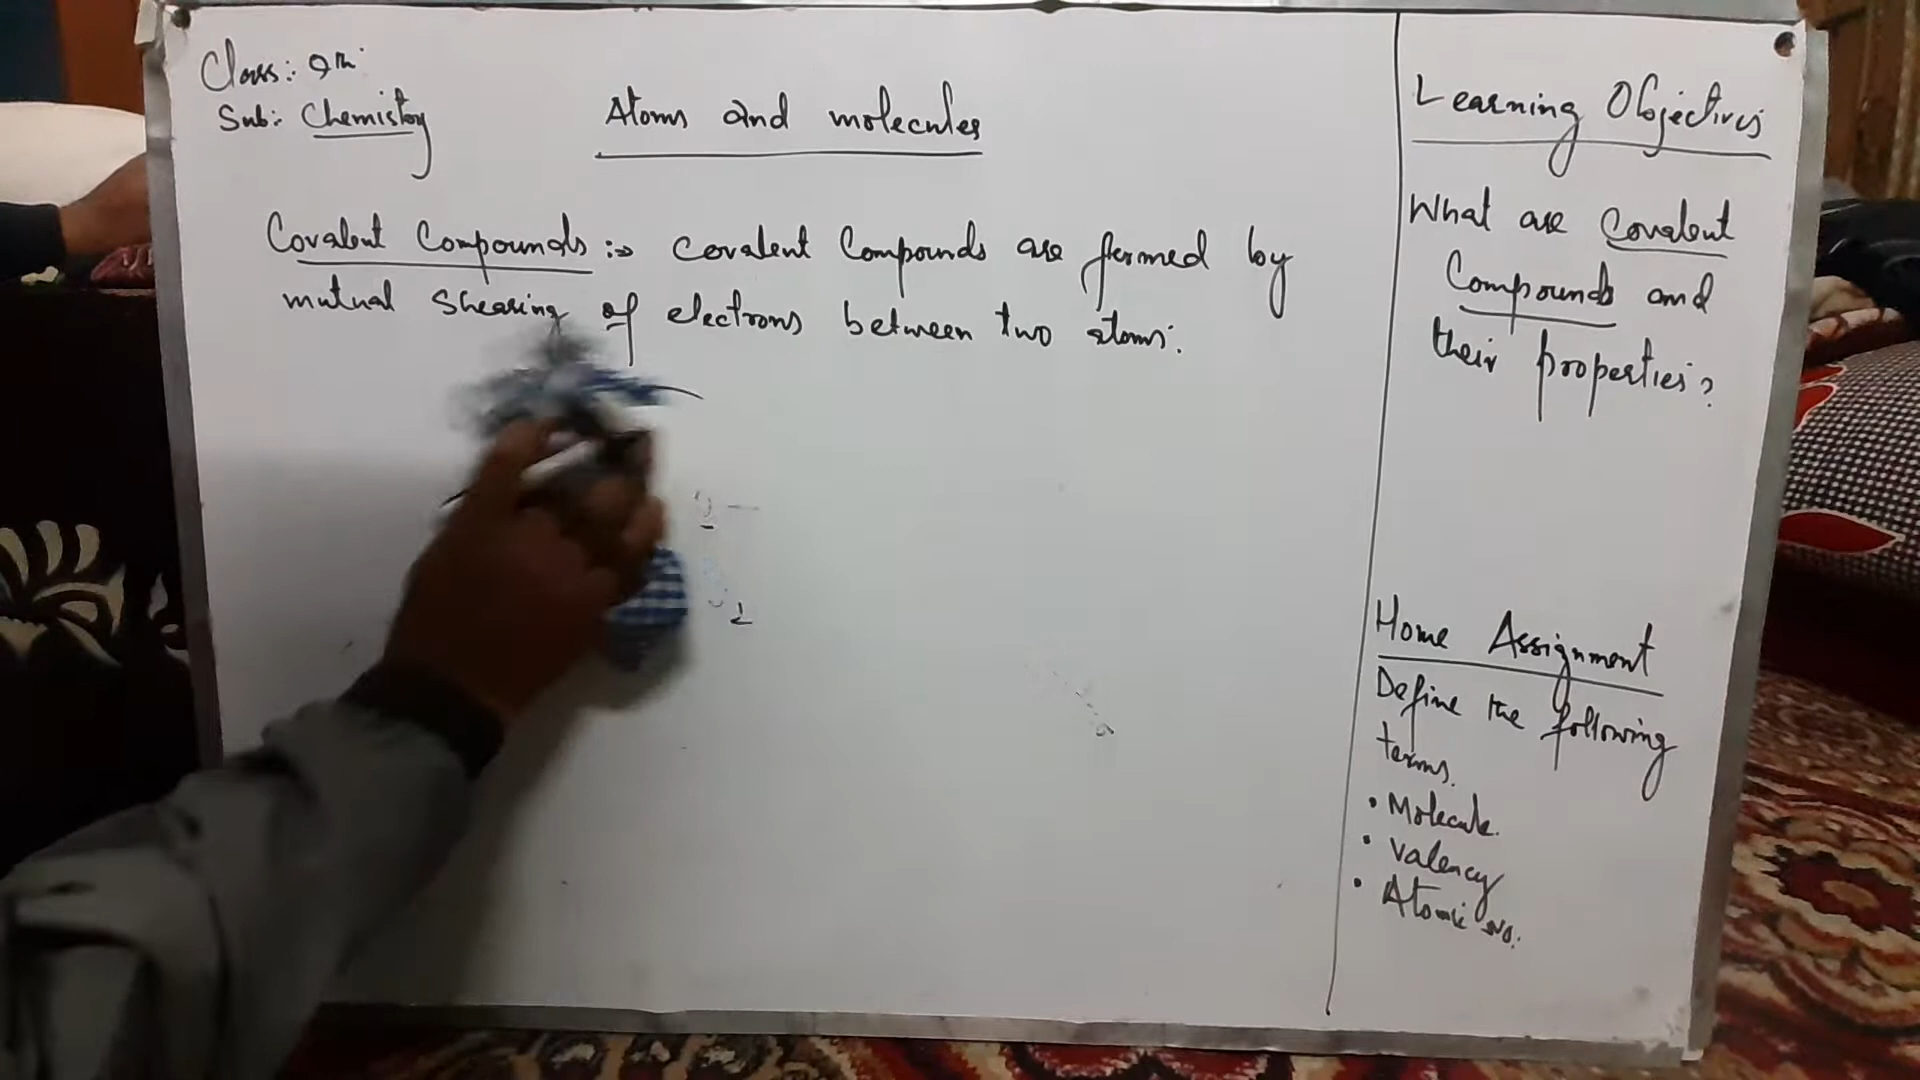 Class: 9th
Sub: Chemistry
Atoms and molecules
Covalent Compounds :⇒ Covalent Compounds are formed by
mutual shearing of electrons between two atoms.
2
Learning Objectives
What are Covalent
Compounds and
their properties?
Home Assignment
Define the following
terms.
• Molecule.
• Valency
• Atomic no.